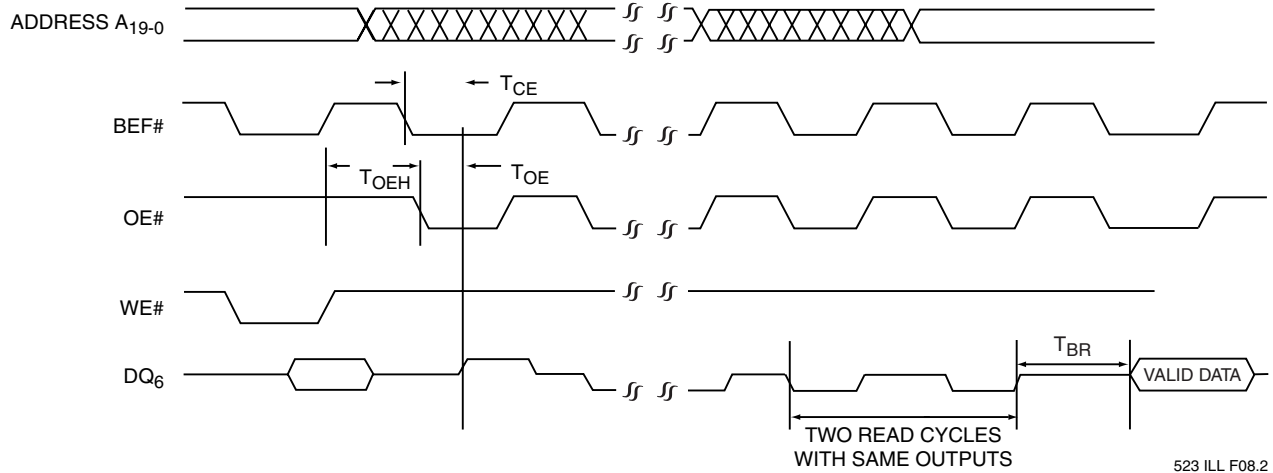 ADDRESS A19-0
TCE
BEF#
TOEH
TOE
OE#
WE#
TBR
DQ6
VALID DATA
TWO READ CYCLES
WITH SAME OUTPUTS
523 ILL F08.2